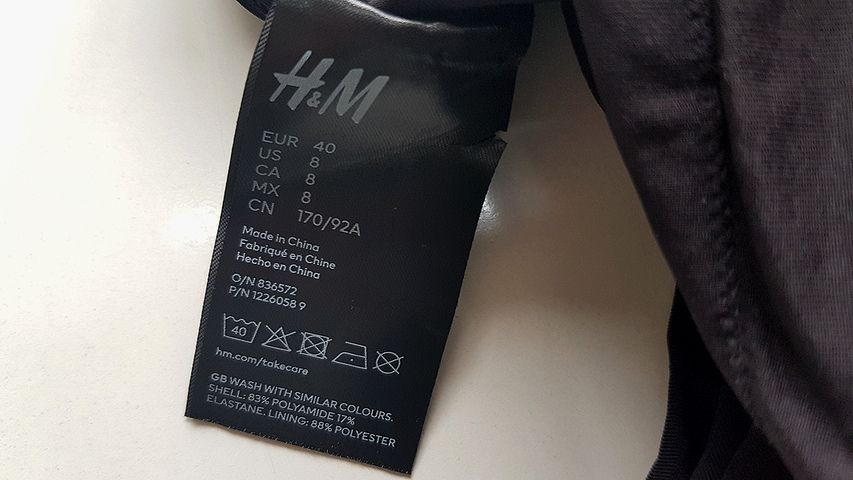 H&M
EUR 40
US 8
CA 8
MX 8
CN 170/92A
Made in China
Fabriqué en Chine
Hecho en China
O/N 836572
P/N 1226058 9
40
hm.com/takecare
GB WASH WITH SIMILAR COLOURS.
SHELL: 83% POLYAMIDE 17%
ELASTANE. LINING: 88% POLYESTER